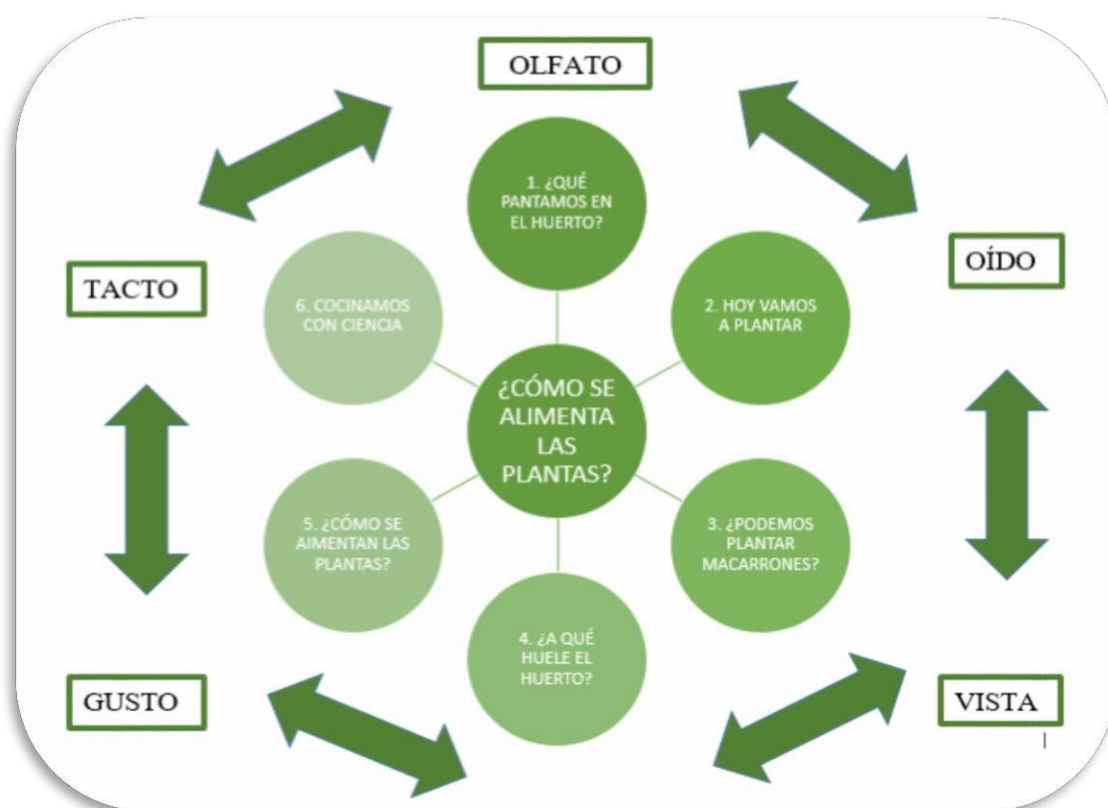 OLFATO
1. ¿QUÉ
PANTAMOS EN
EL HUERTO?
OÍDO
TACTO
6. COCINAMOS
CON CIENCIA
2. HOY VAMOS
A PLANTAR
¿CÓMO SE
ALIMENTA
LAS
PLANTAS?
5. ¿CÓMO SE
AIMENTAN LAS
PLANTAS?
3. ¿PODEMOS
PLANTAR
MACARRONES?
4. ¿A QUÉ
HUELE EL
HUERTO?
GUSTO
VISTA